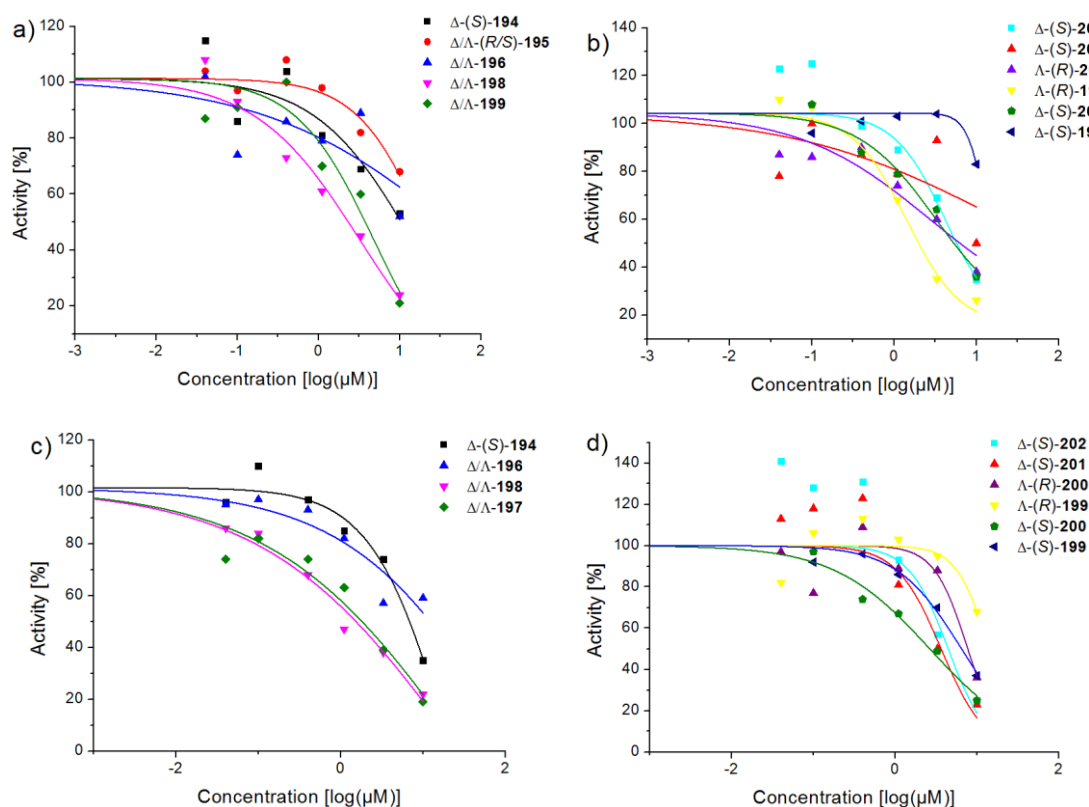 a)
Δ-(S)-194
Δ/Λ-(R/S)-195
Δ/Λ-196
Δ/Λ-198
Δ/Λ-199
120
100
80
60
40
20
Activity [%]
-3 -2 -1 0 1 2
Concentration [log(μM)]
b)
Δ-(S)-20
Δ-(S)-20
Λ-(R)-2
Λ-(R)-19
Δ-(S)-20
Δ-(S)-19
140
120
100
80
60
40
20
Activity [%]
-3 -2 -1 0 1 2
Concentration [log(μM)]
c)
Δ-(S)-194
Δ/Λ-196
Δ/Λ-198
Δ/Λ-197
120
100
80
60
40
20
0
Activity [%]
-2 0 2
Concentration [log(μM)]
d)
Δ-(S)-202
Δ-(S)-201
Λ-(R)-200
Λ-(R)-199
Δ-(S)-200
Δ-(S)-199
140
120
100
80
60
40
20
0
Activity [%]
-3 -2 -1 0 1 2
Concentration [log(μM)]